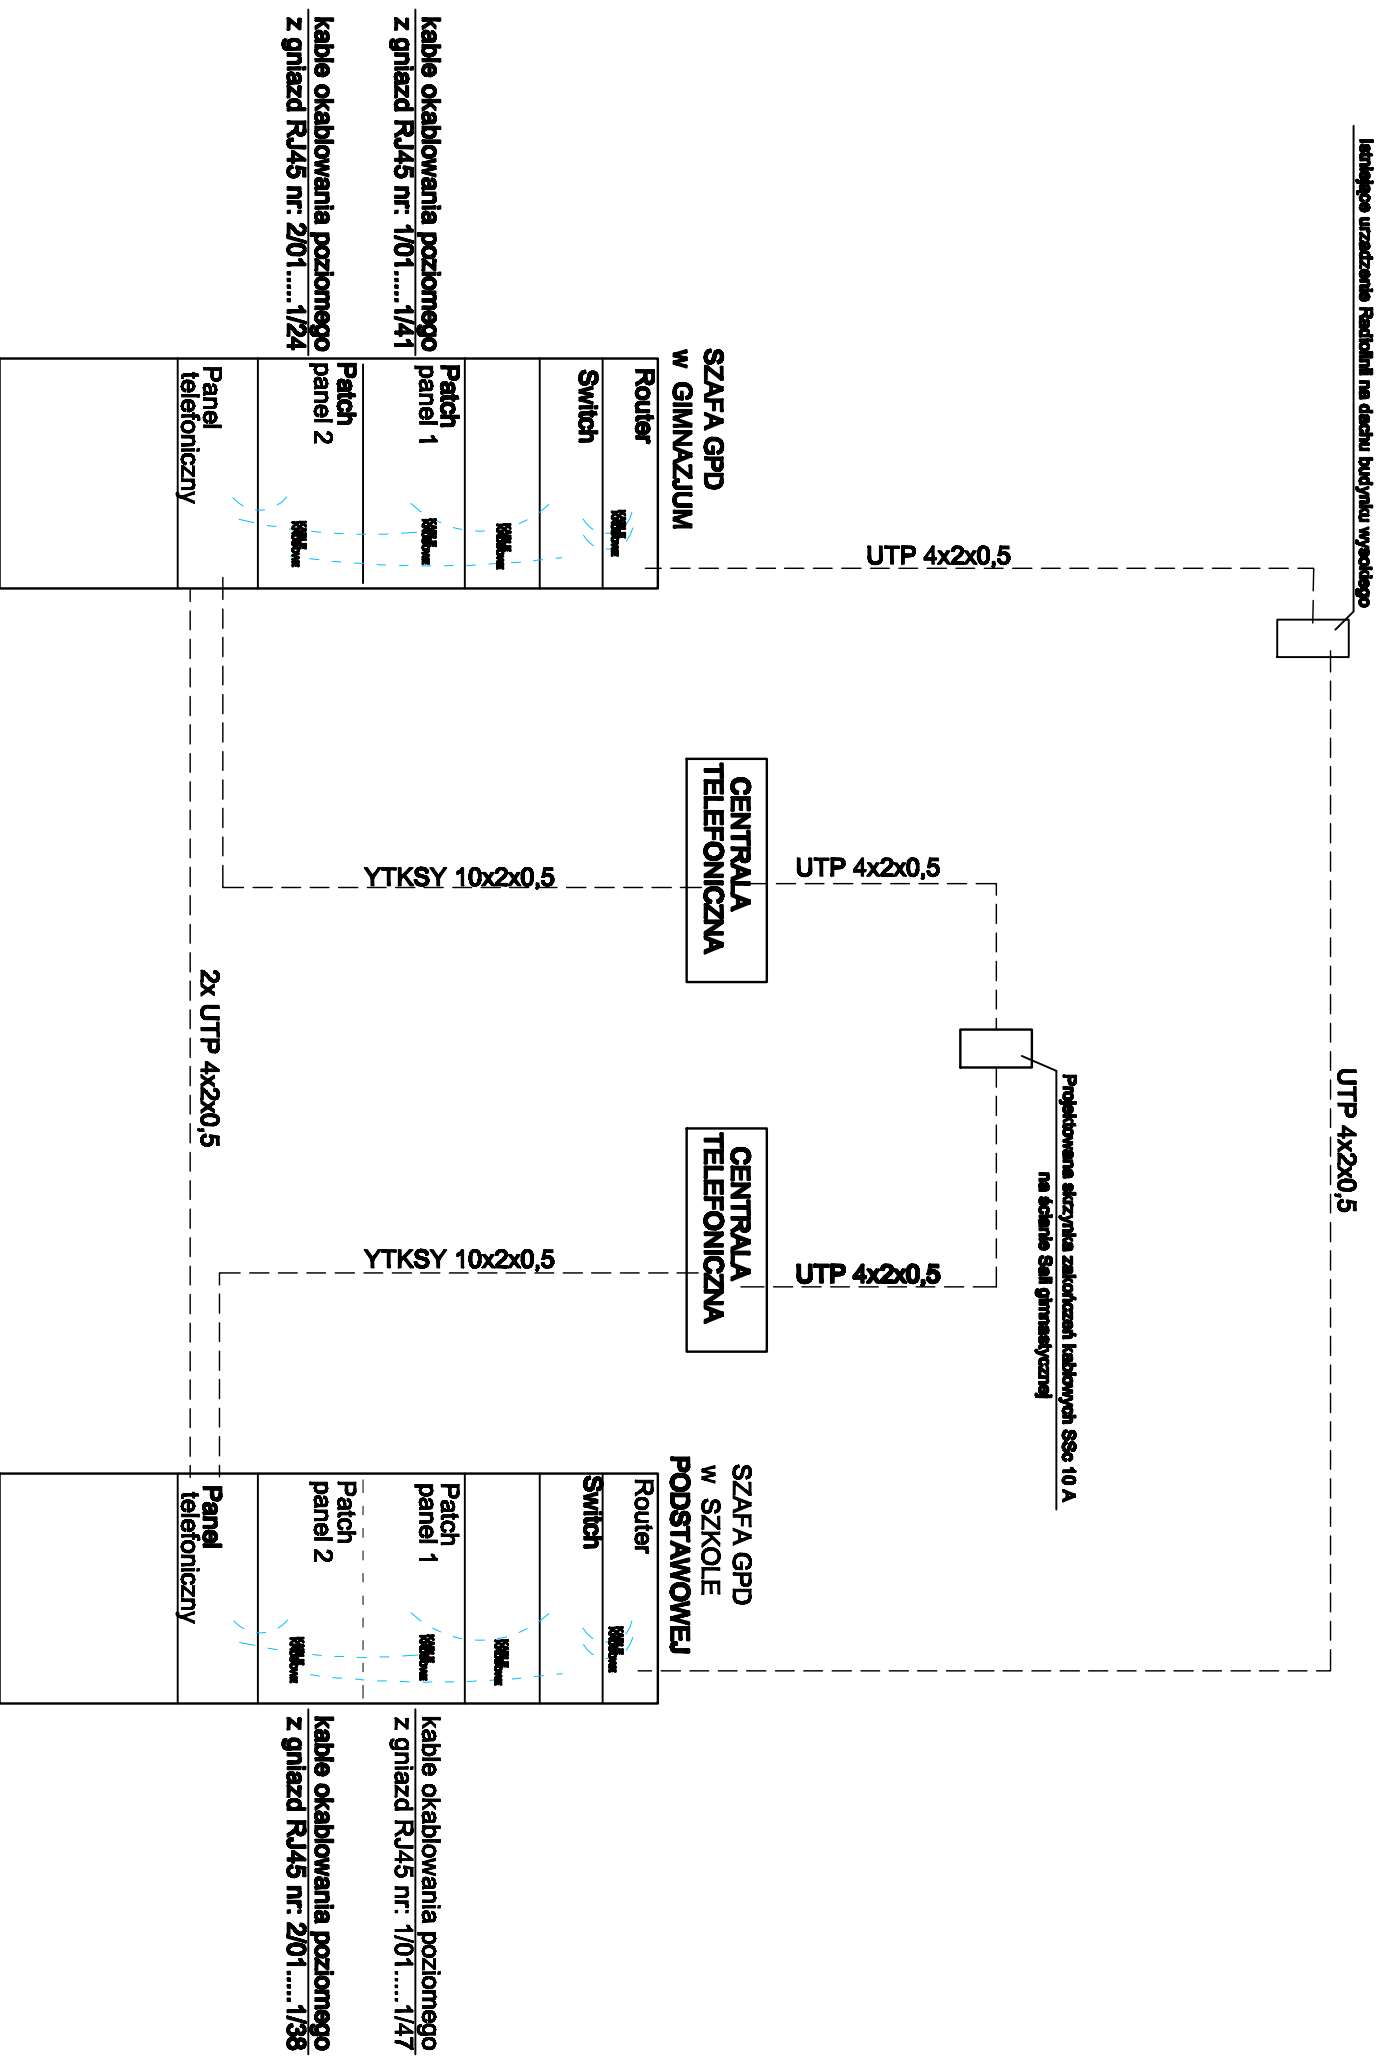 Istniejące urzadzenie Radiolinii na dachu budynku wysokiego
UTP 4x2x0,5
UTP 4x2x0,5
Projektowana skrzynka zakończeń kablowych SSc 10 A
na ścianie Sali gimnastycznej
UTP 4x2x0,5
UTP 4x2x0,5
CENTRALA
TELEFONICZNA
CENTRALA
TELEFONICZNA
SZAFA GPD
w GIMNAZJUM
SZAFA GPD
w SZKOLE
PODSTAWOWEJ
Router
Switch
Patch
panel 1
Patch
panel 2
Panel
telefoniczny
Router
Switch
Patch
panel 1
Patch
panel 2
Panel
telefoniczny
YTKSY 10x2x0,5
YTKSY 10x2x0,5
2x UTP 4x2x0,5
kable okablowania poziomego
z gniazd RJ45 nr: 1/01.....1/41
kable okablowania poziomego
z gniazd RJ45 nr: 2/01.....1/24
kable okablowania poziomego
z gniazd RJ45 nr: 1/01.....1/47
kable okablowania poziomego
z gniazd RJ45 nr: 2/01.....1/38